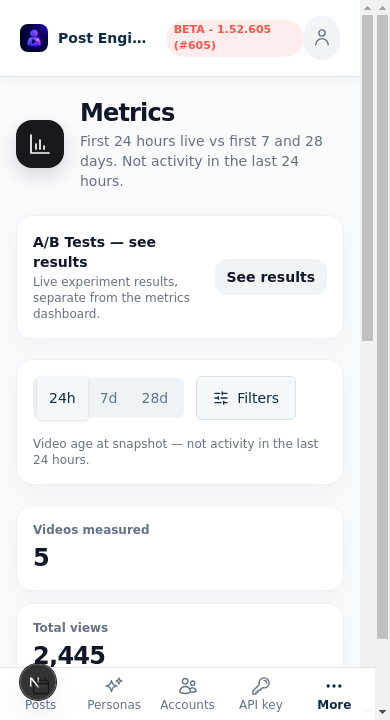 Post Engi...
BETA - 1.52.605
(#605)
Metrics
First 24 hours live vs first 7 and 28
days. Not activity in the last 24
hours.
A/B Tests — see
results
Live experiment results,
separate from the metrics
dashboard.
See results
24h 7d 28d Filters
Video age at snapshot — not activity in the last
24 hours.
Videos measured
5
Total views
2,445
N
Posts Personas Accounts API key More